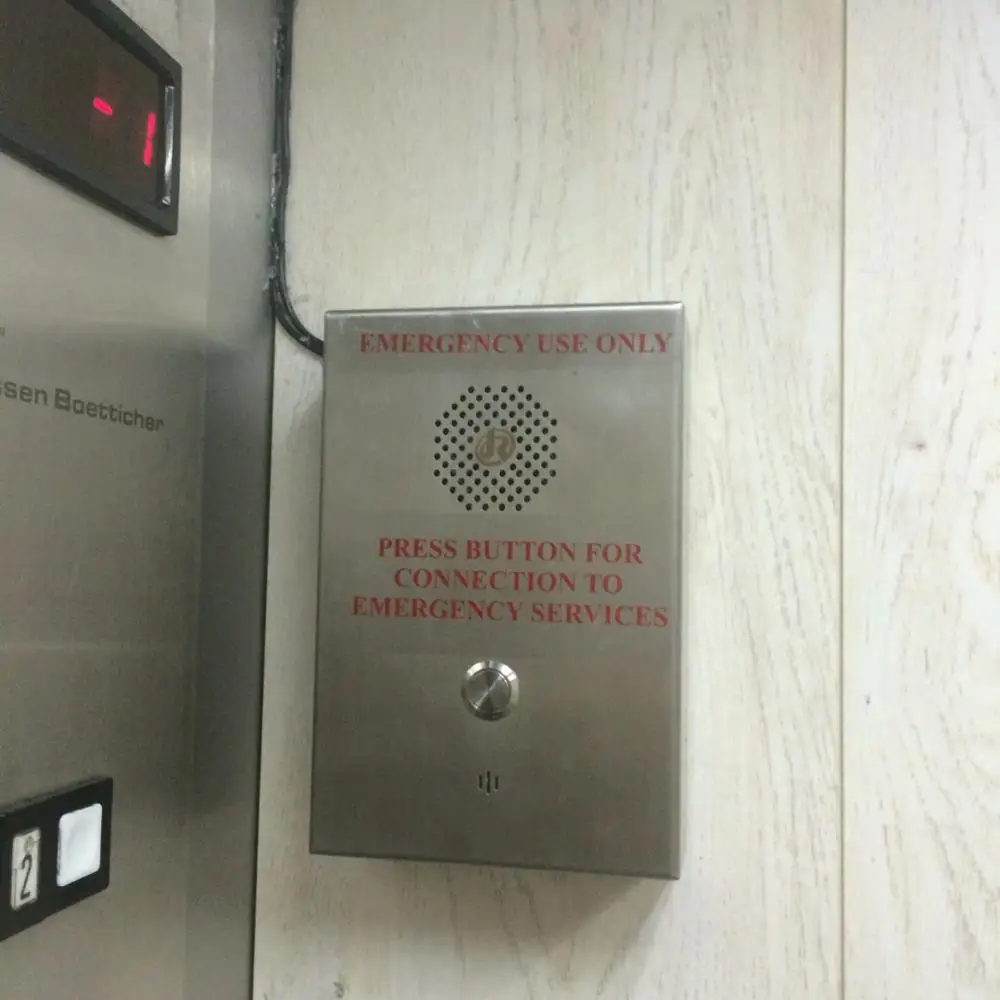 -1
EMERGENCY USE ONLY
ssen Boetticher
PRESS BUTTON FOR
CONNECTION TO
EMERGENCY SERVICES
2